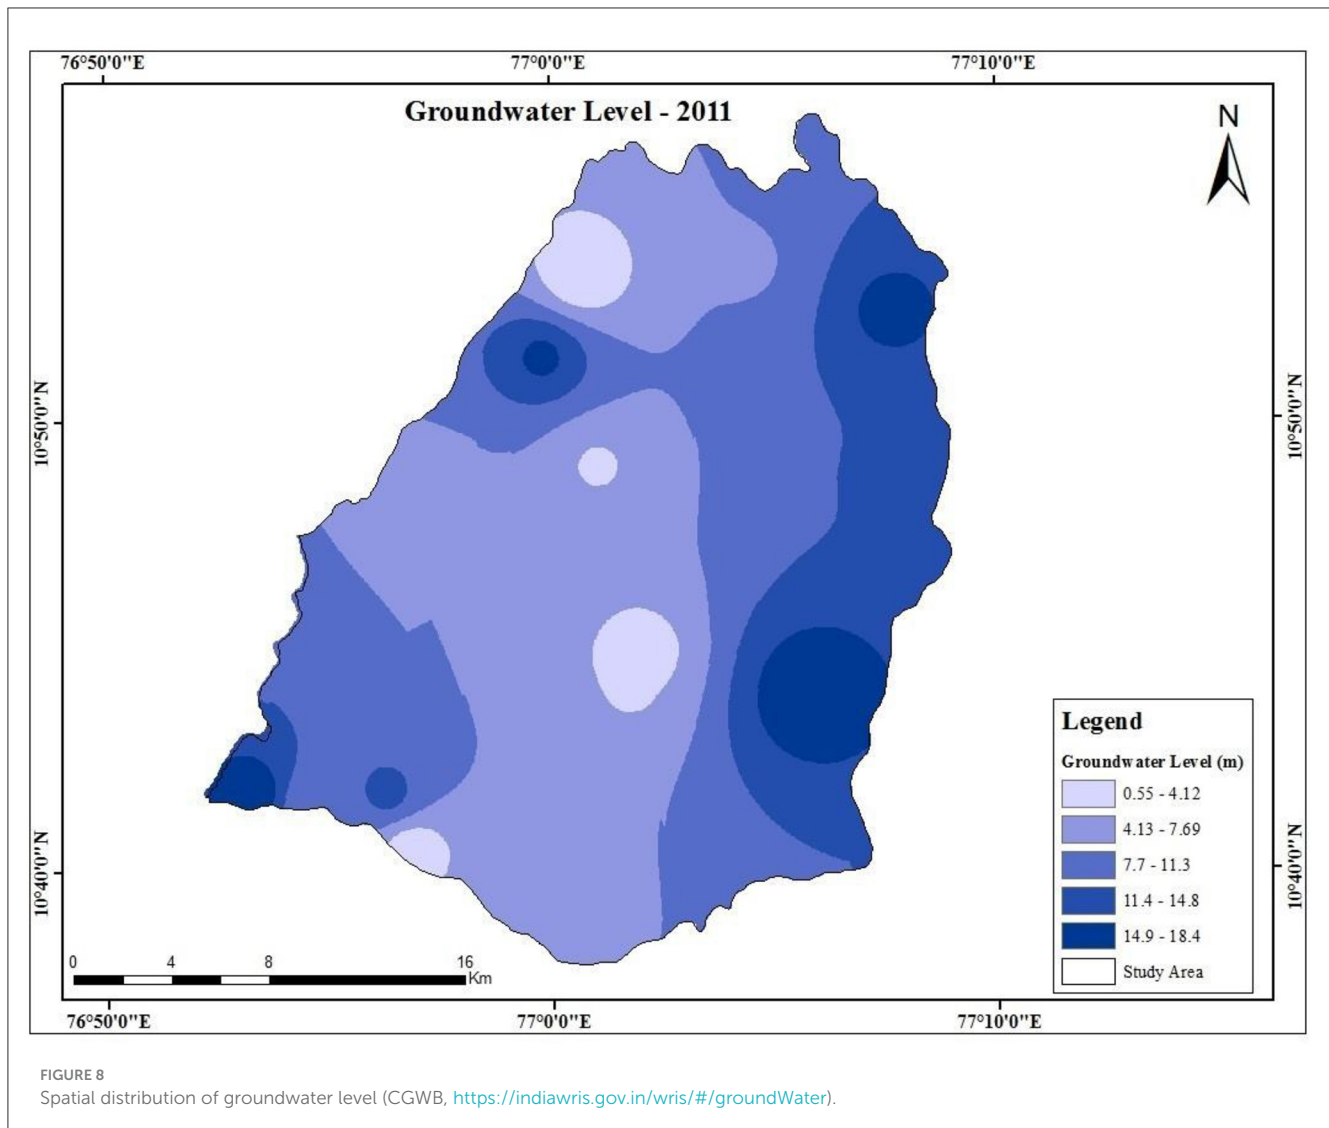 76°50'0"E 77°0'0"E 77°10'0"E
Groundwater Level - 2011
N
10°50'0"N 10°50'0"N
Legend
Groundwater Level (m)
0.55 - 4.12
4.13 - 7.69
7.7 - 11.3
11.4 - 14.8
14.9 - 18.4
Study Area
10°40'0"N 10°40'0"N
0 4 8 16
Km
76°50'0"E 77°0'0"E 77°10'0"E
FIGURE 8
Spatial distribution of groundwater level (CGWB, https://indiawris.gov.in/wris/#/groundWater).